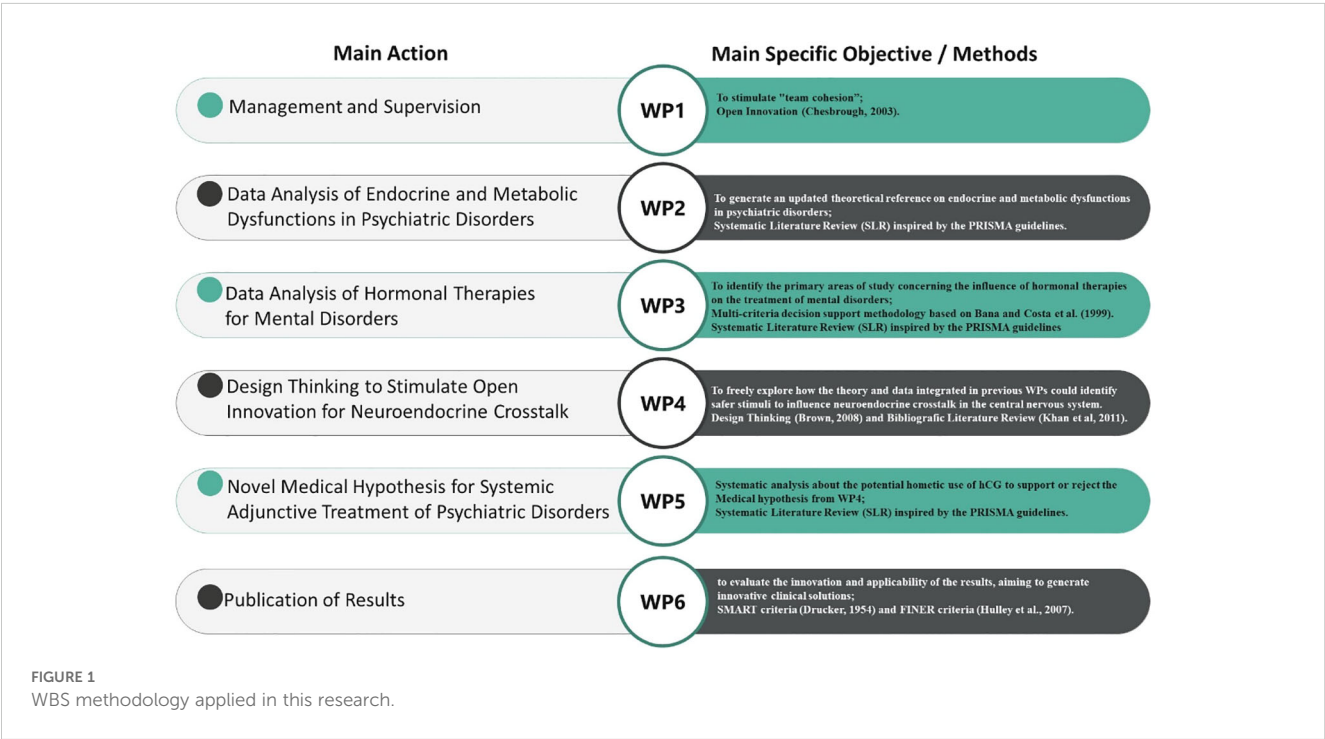 Main Action
Main Specific Objective / Methods
Management and Supervision
WP1
To stimulate "team cohesion";
Open Innovation (Chesbrough, 2003).
Data Analysis of Endocrine and Metabolic
Dysfunctions in Psychiatric Disorders
WP2
To generate an updated theoretical reference on endocrine and metabolic dysfunctions
in psychiatric disorders;
Systematic Literature Review (SLR) inspired by the PRISMA guidelines.
Data Analysis of Hormonal Therapies
for Mental Disorders
WP3
To identify the primary areas of study concerning the influence of hormonal therapies
on the treatment of mental disorders;
Multi-criteria decision support methodology based on Bana and Costa et al. (1999).
Systematic Literature Review (SLR) inspired by the PRISMA guidelines
Design Thinking to Stimulate Open
Innovation for Neuroendocrine Crosstalk
WP4
To freely explore how the theory and data integrated in previous WPs could identify
safer stimuli to influence neuroendocrine crosstalk in the central nervous system.
Design Thinking (Brown, 2008) and Bibliografic Literature Review (Khan et al, 2011).
Novel Medical Hypothesis for Systemic
Adjunctive Treatment of Psychiatric Disorders
WP5
Systematic analysis about the potential hometic use of hCG to support or reject the
Medical hypothesis from WP4;
Systematic Literature Review (SLR) inspired by the PRISMA guidelines.
Publication of Results
WP6
to evaluate the innovation and applicability of the results, aiming to generate
innovative clinical solutions;
SMART criteria (Drucker, 1954) and FINER criteria (Hulley et al., 2007).
FIGURE 1
WBS methodology applied in this research.